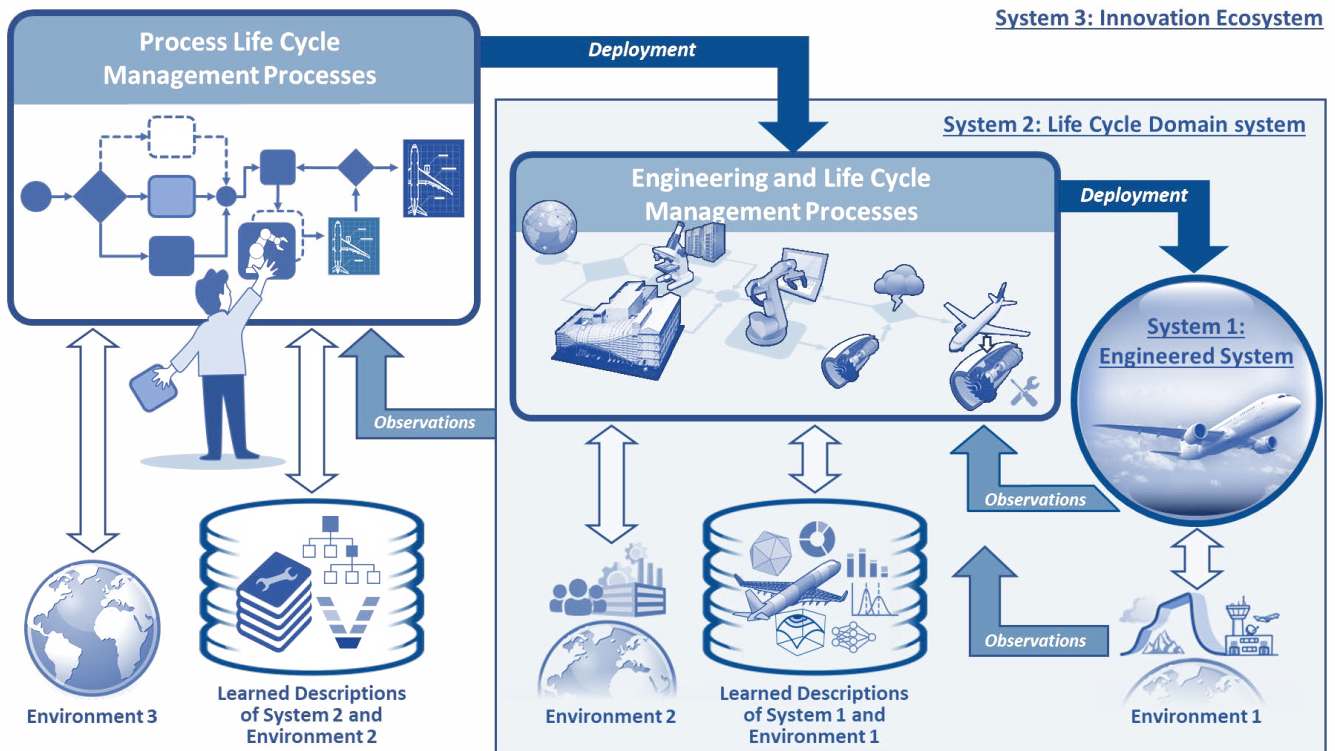 System 3: Innovation Ecosystem
Process Life Cycle
Management Processes
Deployment
System 2: Life Cycle Domain system
Engineering and Life Cycle
Management Processes
Deployment
System 1:
Engineered System
Observations
Observations
Observations
Environment 3
Learned Descriptions
of System 2 and
Environment 2
Environment 2
Learned Descriptions
of System 1 and
Environment 1
Environment 1